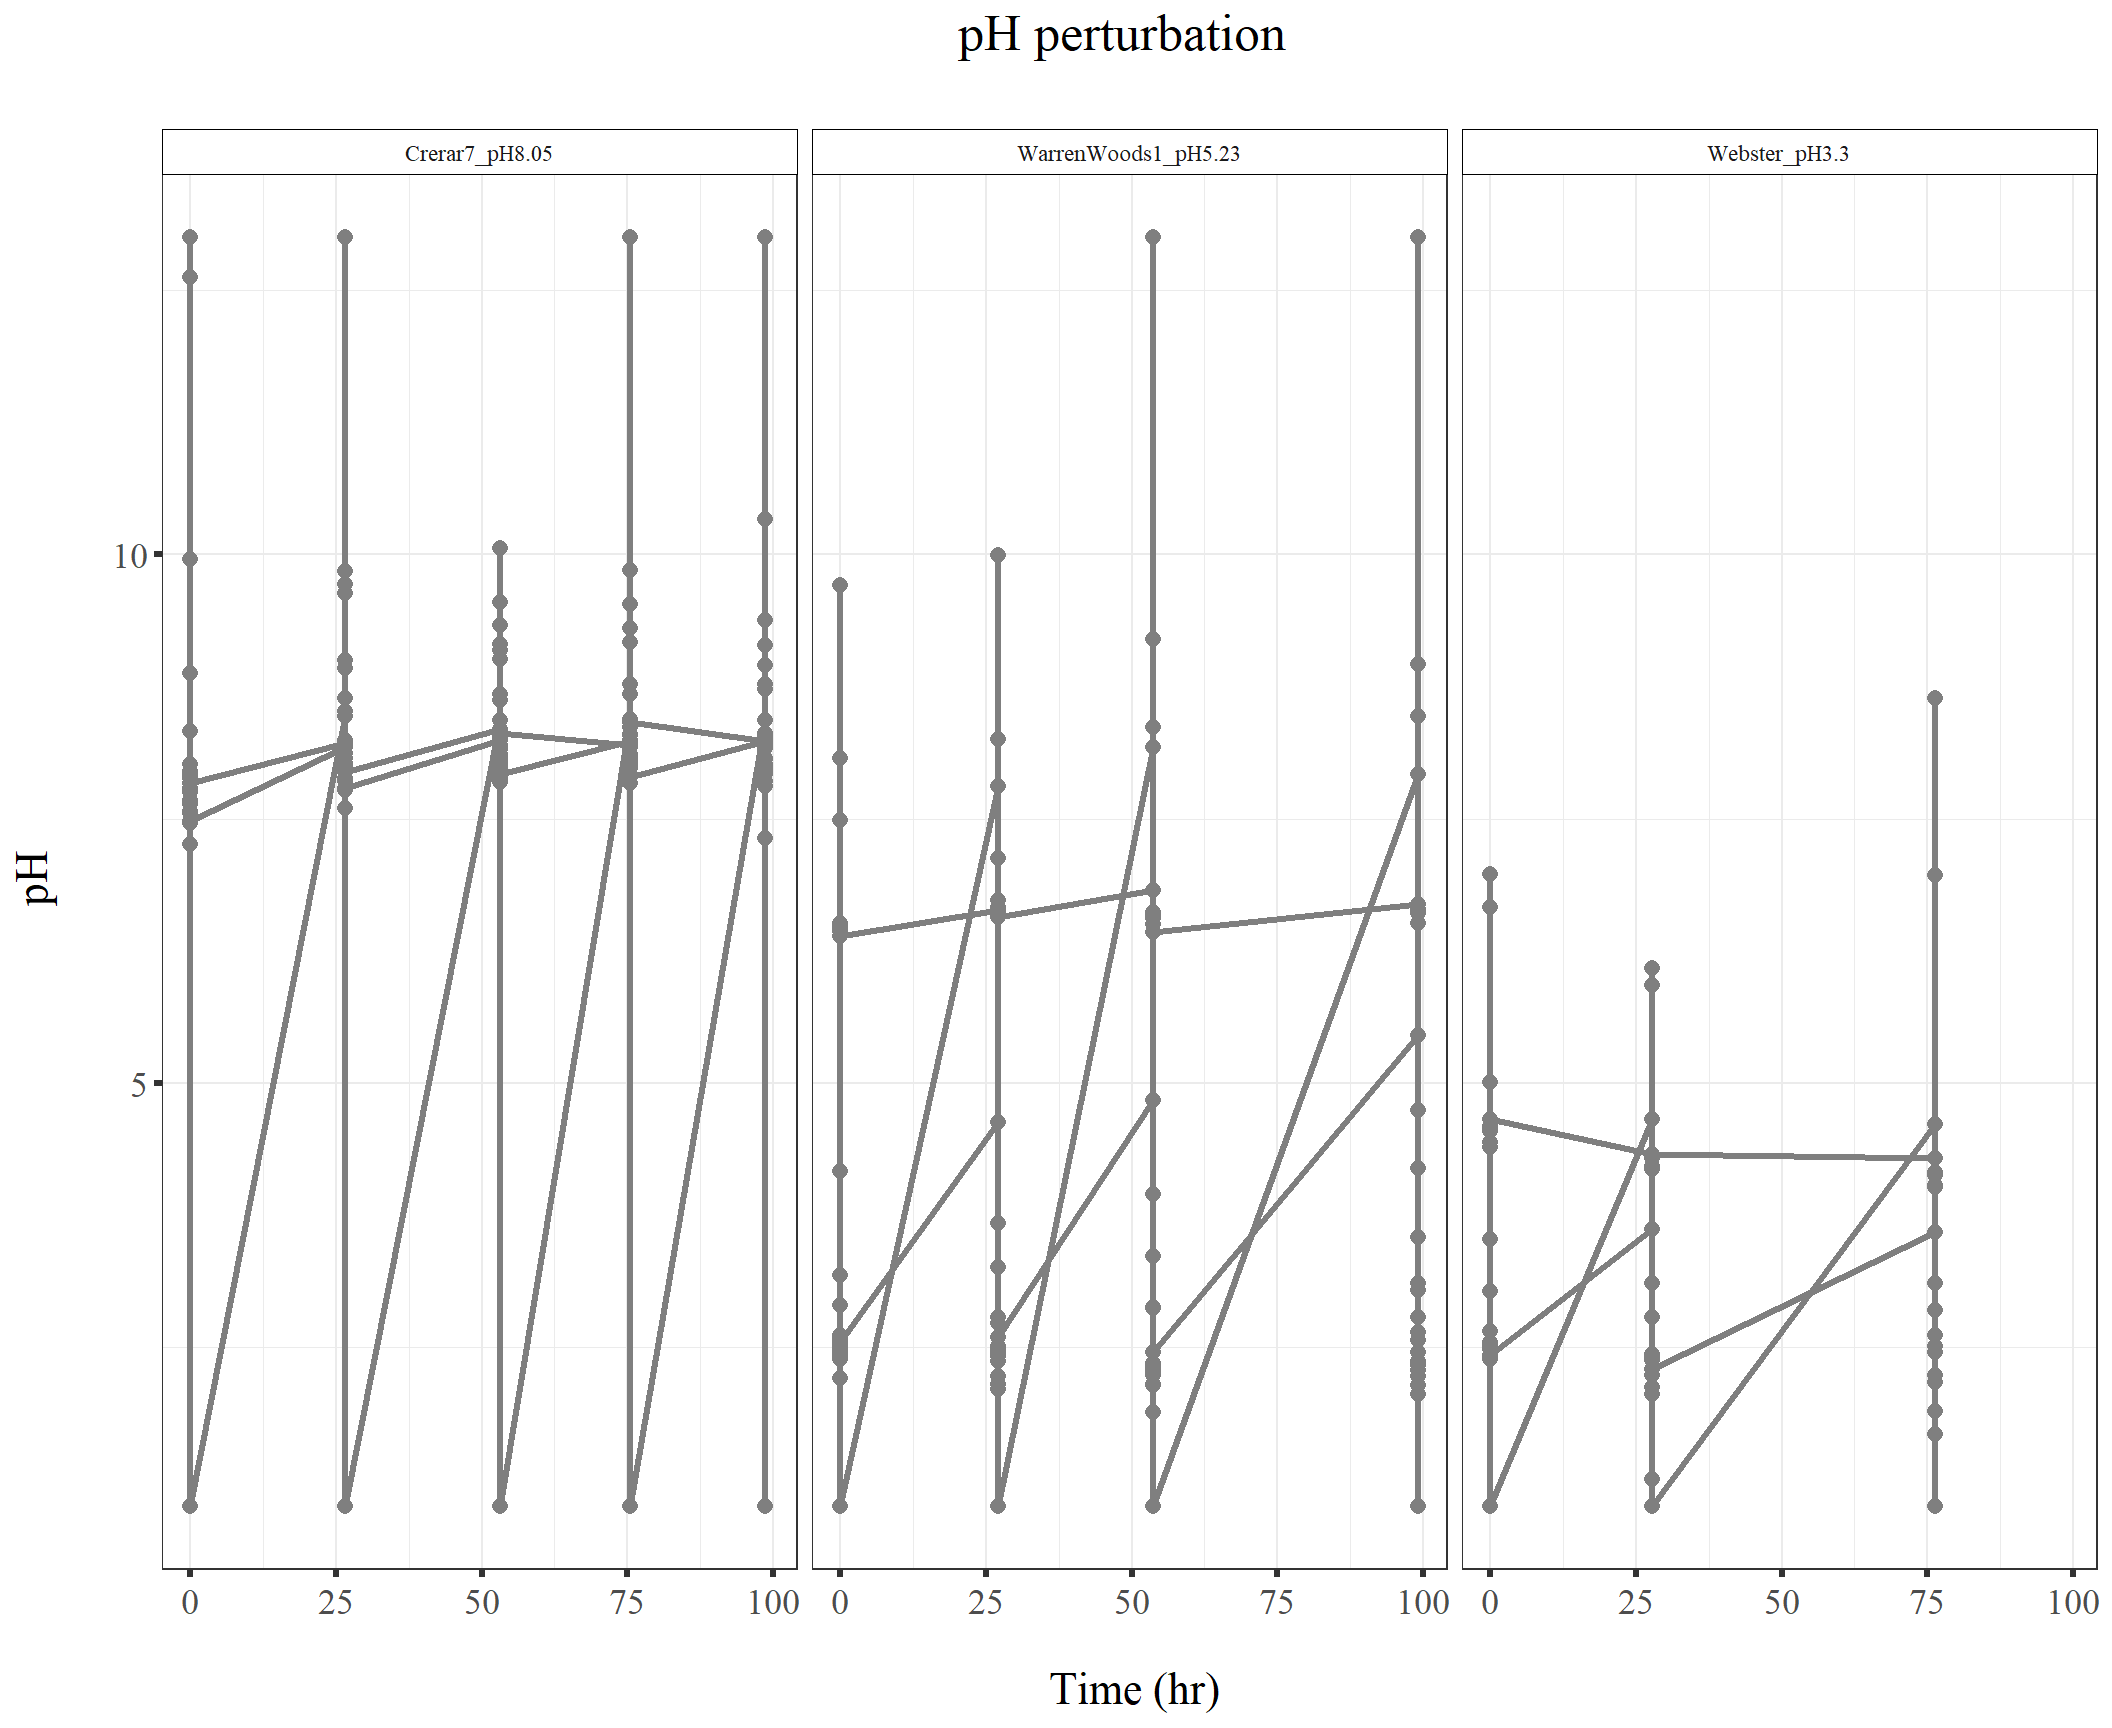 pH perturbation
Crerar7_pH8.05 WarrenWoods1_pH5.23 Webster_pH3.3
10
pH
5
0 25 50 75 100 0 25 50 75 100 0 25 50 75 100
Time (hr)